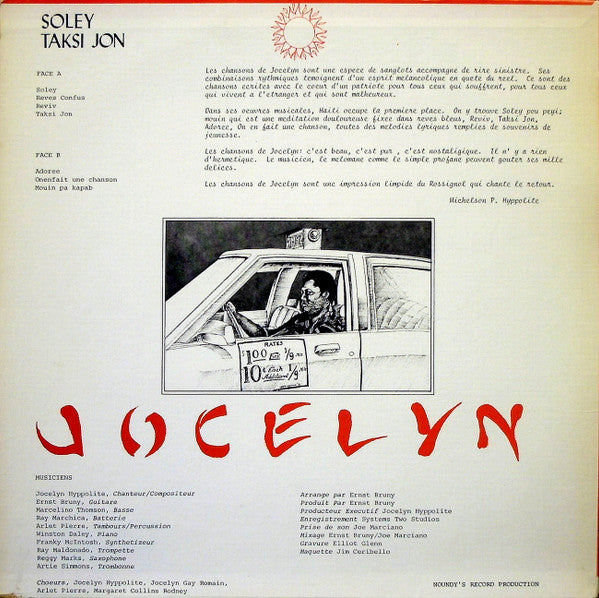 SOLEY
TAKSI JON
FACE A
Soley
Reves Confus
Reviv
Taksi Jon
FACE B
Adoree
Onenfait une chanson
Mouin pa kapab
Les chansons de Jocelyn sont une espece de sanglots accompagne de rire sinistre. Ses
combinaisons rythmiques temoignent d'un esprit melancolique en quete du reel. Ce sont des
chansons ecrites avec le coeur d'un patriote pour tous ceux qui souffrent, pour tous ceux
qui vivent a l'etranger et qui sont malheureux.
Dans ses oeuvres musicales, Haiti occupe la premiere place. On y trouve Soley pou peyi;
mouin qui est une meditation douloureuse fixee dans reves bleus, Reviv, Taksi Jon,
Adoree, On en fait une chanson, toutes des melodies lyriques remplies de souvenirs de
jeunesse.
Les chansons de Jocelyn: c'est beau, c'est pur , c'est nostaligique. Il n' y a rien
d'hermetique. Le musicien, le melomane comme le simple profane peuvent gouter ses mille
delices.
Les chansons de Jocelyn sont une impression limpide du Rossignol qui chante le retour.
Michelson P. Hyppolite
RATES
$1.00 1/9
10¢ Each Additional 1/9
JOCELYN
MUSICIENS
Jocelyn Hyppolite, Chanteur/Compositeur
Ernst Bruny, Guitare
Marcelino Thomson, Basse
Ray Marchica, Batterie
Arlet Pierre, Tambours/Percussion
Winston Daley, Piano
Franky McIntosh, Synthetizeur
Ray Maldonado, Trompette
Reggy Marks, Saxophone
Artie Simmons, Trombonne
Choeurs, Jocelyn Hyppolite, Jocelyn Gay Romain,
Arlet Pierre, Margaret Collins Rodney
Arrange par Ernst Bruny
Produit Par Ernst Bruny
Producteur Executif Jocelyn Hyppolite
Enregistrement Systems Two Studios
Prise de son Joe Marciano
Mixage Ernst Bruny/Joe Marciano
Gravure Elliot Glenn
Maquette Jim Ceribello
NOUNDY'S RECORD PRODUCTION